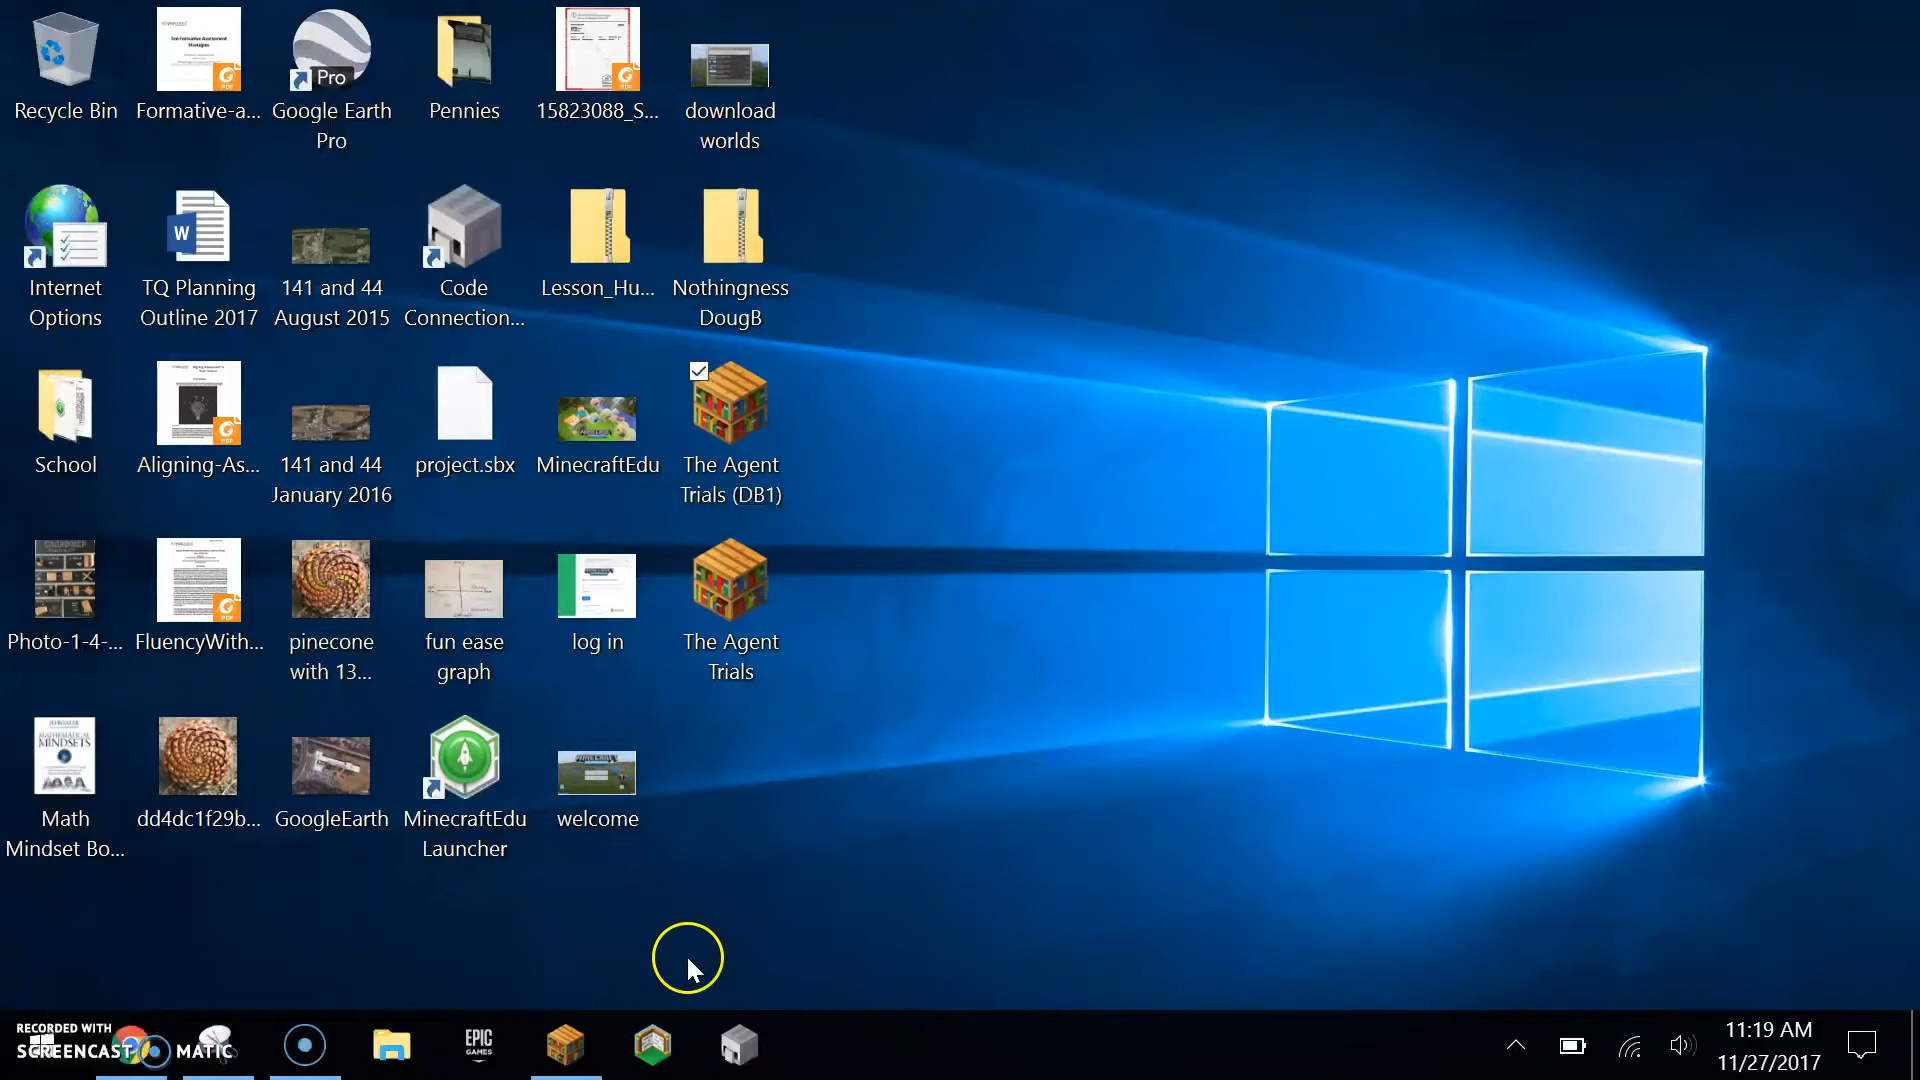 Recycle Bin
Formative-a...
Google Earth
Pro
Pro
Pennies
15823088_S...
download
worlds
Internet
Options
TQ Planning
Outline 2017
141 and 44
August 2015
Code
Connection...
Lesson_Hu...
Nothingness
DougB
School
Aligning-As...
141 and 44
January 2016
project.sbx
MinecraftEdu
The Agent
Trials (DB1)
Photo-1-4-...
FluencyWith...
pinecone
with 13...
fun ease
graph
log in
The Agent
Trials
MATHEMATICAL
MINDSETS
Math
Mindset Bo...
dd4dc1f29b...
GoogleEarth
MinecraftEdu
Launcher
welcome
RECORDED WITH
SCREENCAST MATIC
EPIC
GAMES
11:19 AM
11/27/2017